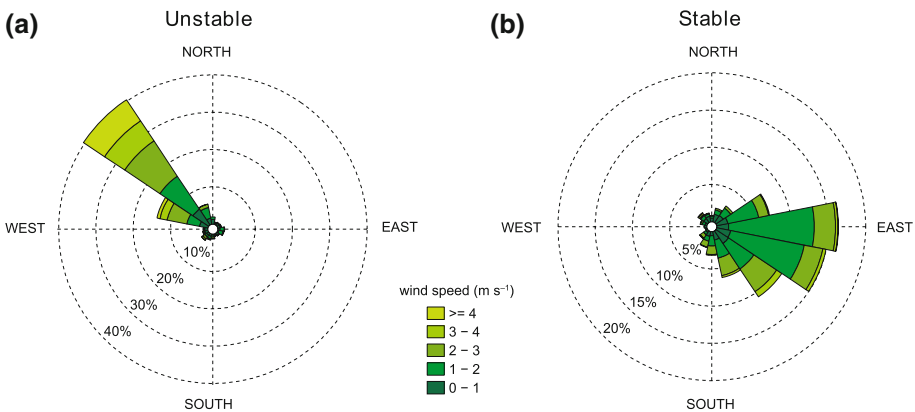 (a)
Unstable
NORTH
WEST
EAST
SOUTH
10%
20%
30%
40%
wind speed (m s⁻¹)
>= 4
3 − 4
2 − 3
1 − 2
0 − 1
(b)
Stable
NORTH
WEST
EAST
SOUTH
5%
10%
15%
20%